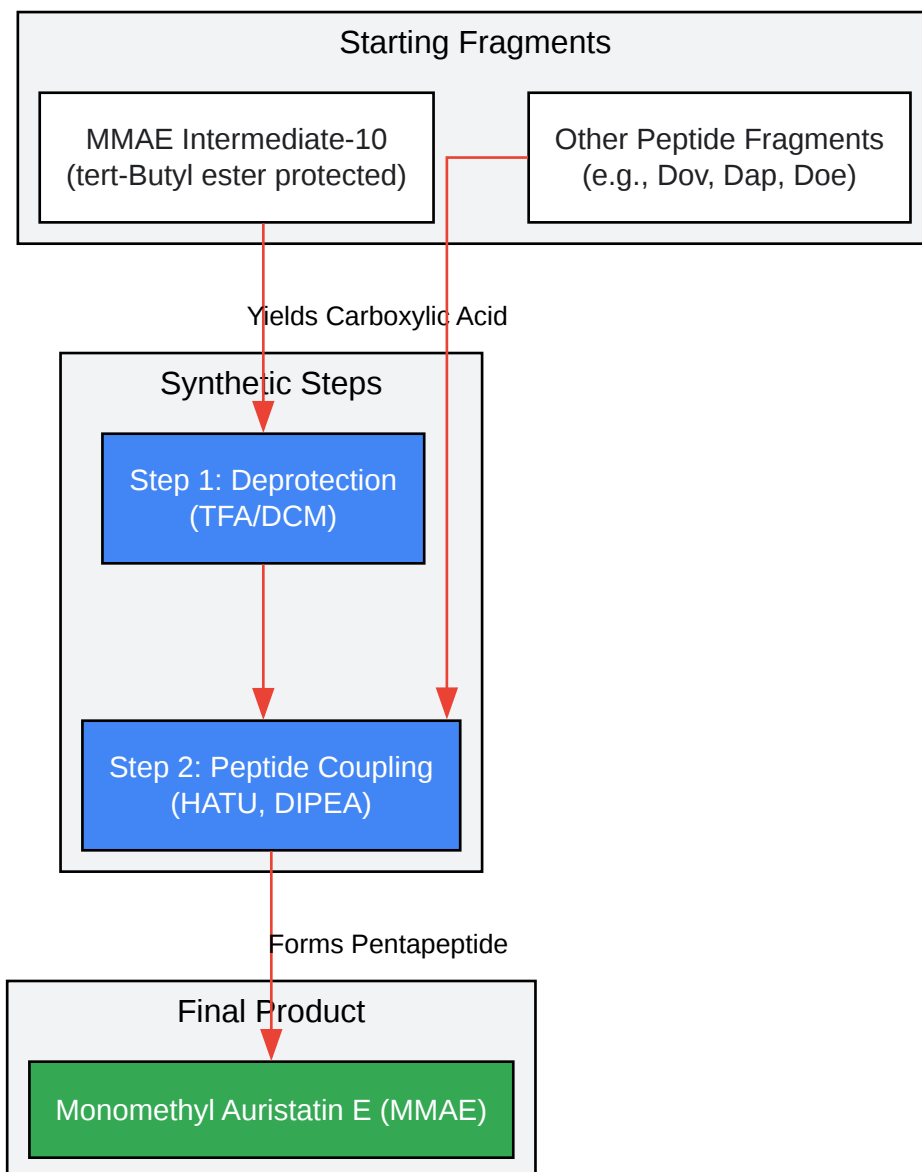 Starting Fragments
MMAE Intermediate-10
(tert-Butyl ester protected)
Other Peptide Fragments
(e.g., Dov, Dap, Doe)
Yields Carboxylic Acid
Synthetic Steps
Step 1: Deprotection
(TFA/DCM)
Step 2: Peptide Coupling
(HATU, DIPEA)
Forms Pentapeptide
Final Product
Monomethyl Auristatin E (MMAE)